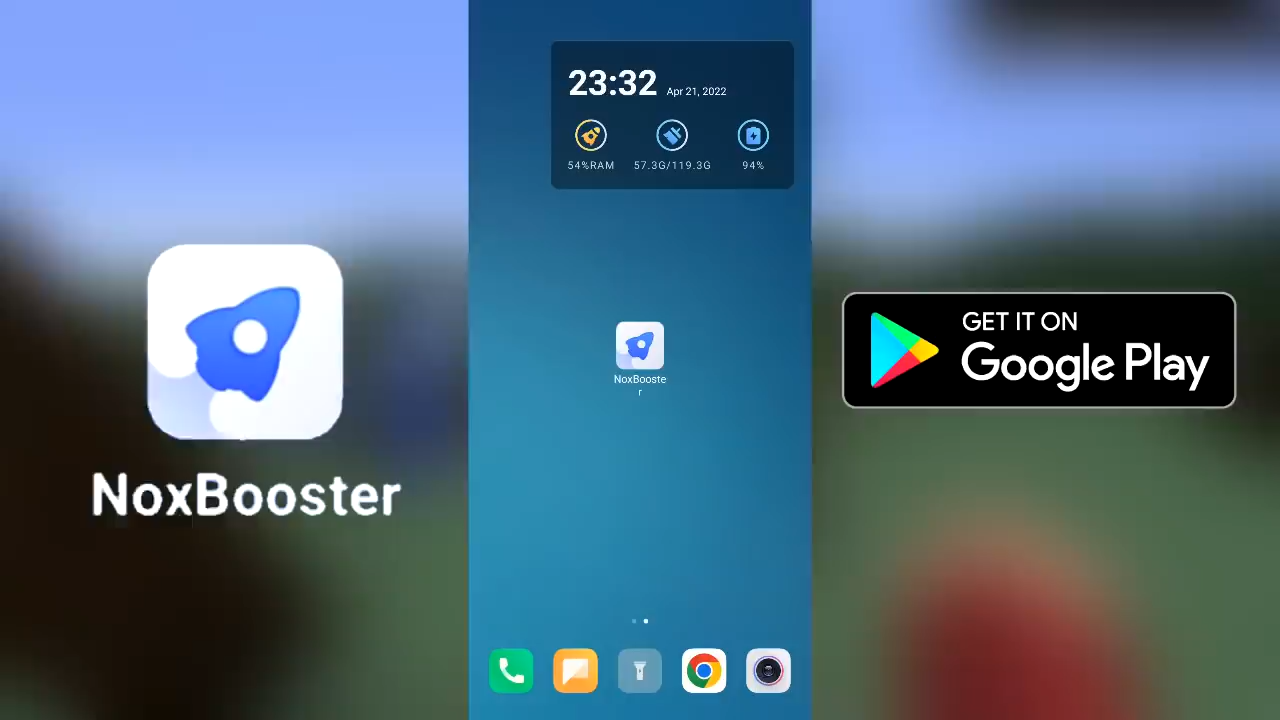 23:32 Apr 21, 2022
54%RAM 57.3G/119.3G 94%
NoxBooste
r
NoxBooster
GET IT ON
Google Play